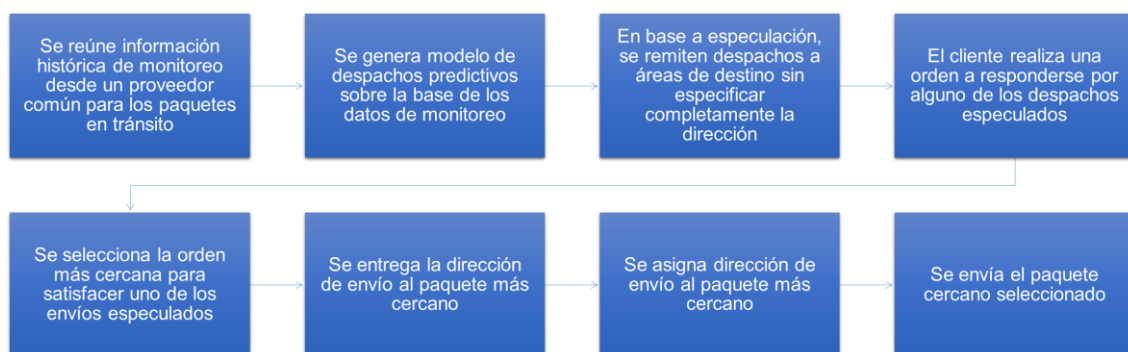 Se reúne información
histórica de monitoreo
desde un proveedor
común para los paquetes
en tránsito
Se genera modelo de
despachos predictivos
sobre la base de los
datos de monitoreo
En base a especulación,
se remiten despachos a
áreas de destino sin
especificar
completamente la
dirección
El cliente realiza una
orden a responderse por
alguno de los despachos
especulados
Se selecciona la orden
más cercana para
satisfacer uno de los
envíos especulados
Se entrega la dirección
de envío al paquete más
cercano
Se asigna dirección de
envío al paquete más
cercano
Se envía el paquete
cercano seleccionado